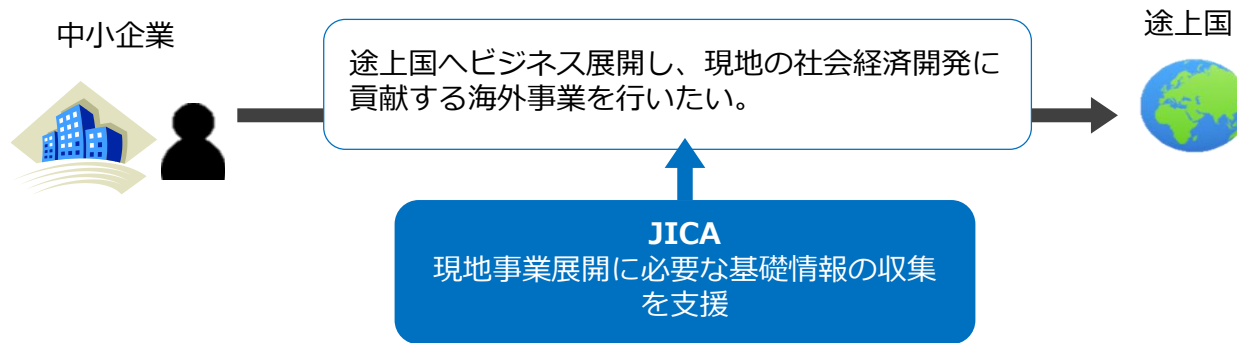 中小企業
途上国
途上国へビジネス展開し、現地の社会経済開発に
貢献する海外事業を行いたい。
JICA
現地事業展開に必要な基礎情報の収集
を支援